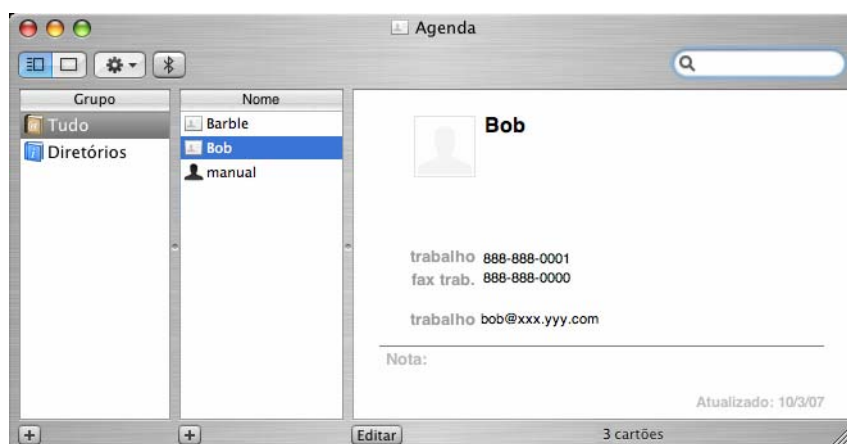 Agenda
Grupo
Tudo
Diretórios
Nome
Barble
Bob
manual
Bob
trabalho 888-888-0001
fax trab. 888-888-0000
trabalho bob@xxx.yyy.com
Nota:
Atualizado: 10/3/07
Editar
3 cartões